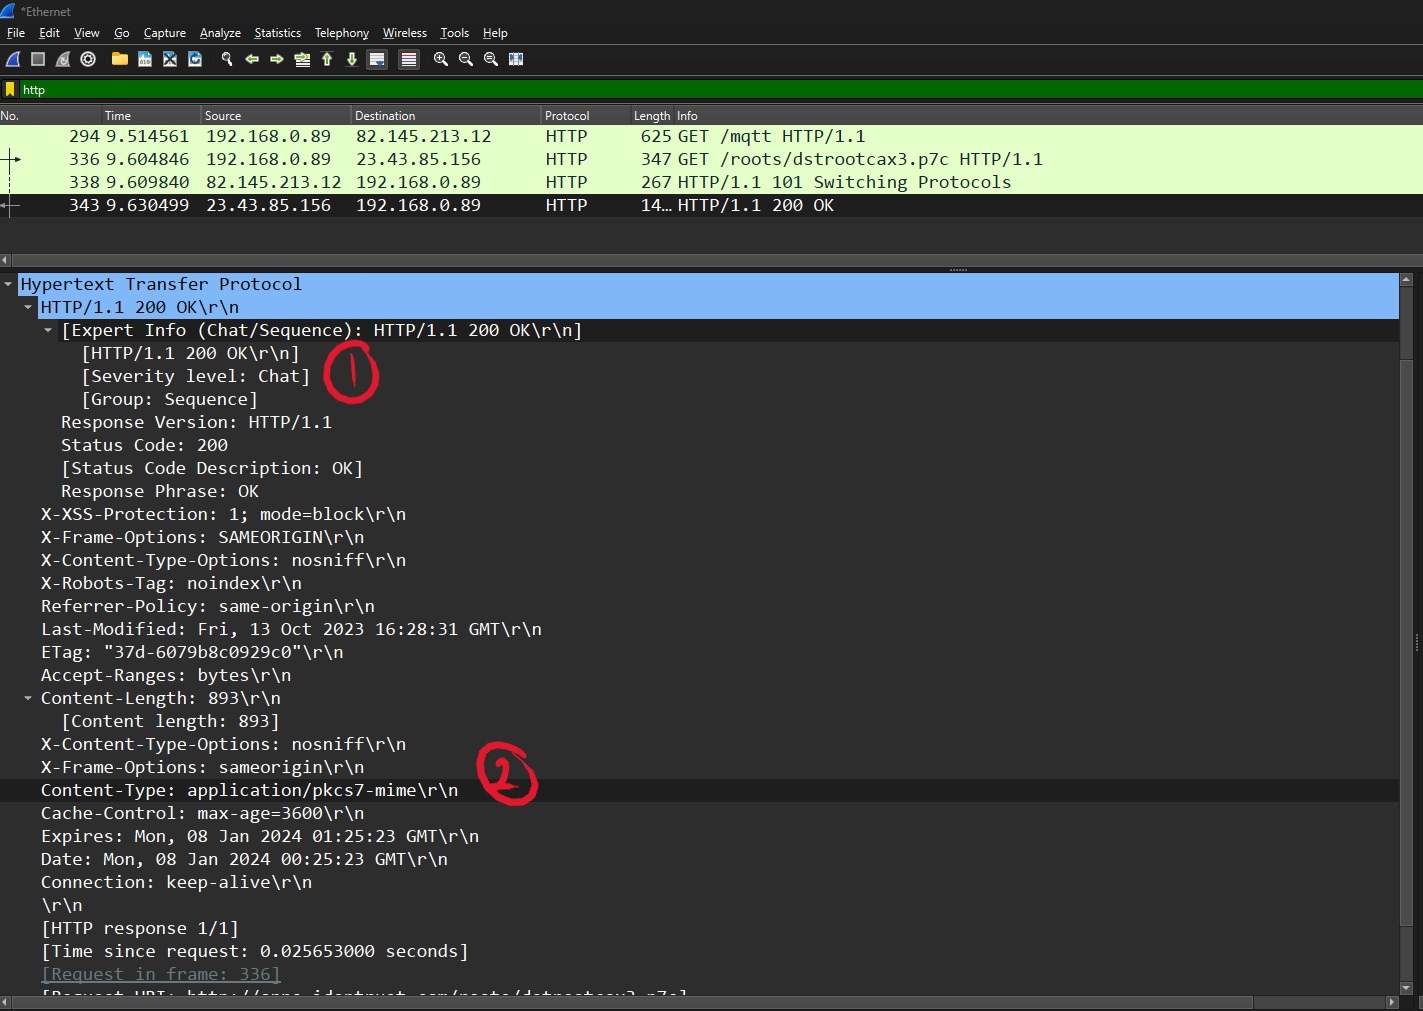 *Ethernet
File Edit View Go Capture Analyze Statistics Telephony Wireless Tools Help
http
No. Time Source Destination Protocol Length Info
294 9.514561 192.168.0.89 82.145.213.12 HTTP 625 GET /mqtt HTTP/1.1
336 9.604846 192.168.0.89 23.43.85.156 HTTP 347 GET /roots/dstrootcax3.p7c HTTP/1.1
338 9.609840 82.145.213.12 192.168.0.89 HTTP 267 HTTP/1.1 101 Switching Protocols
343 9.630499 23.43.85.156 192.168.0.89 HTTP 14… HTTP/1.1 200 OK
Hypertext Transfer Protocol
HTTP/1.1 200 OK\r\n
[Expert Info (Chat/Sequence): HTTP/1.1 200 OK\r\n]
[HTTP/1.1 200 OK\r\n]
[Severity level: Chat] 1
[Group: Sequence]
Response Version: HTTP/1.1
Status Code: 200
[Status Code Description: OK]
Response Phrase: OK
X-XSS-Protection: 1; mode=block\r\n
X-Frame-Options: SAMEORIGIN\r\n
X-Content-Type-Options: nosniff\r\n
X-Robots-Tag: noindex\r\n
Referrer-Policy: same-origin\r\n
Last-Modified: Fri, 13 Oct 2023 16:28:31 GMT\r\n
ETag: "37d-6079b8c0929c0"\r\n
Accept-Ranges: bytes\r\n
Content-Length: 893\r\n
[Content length: 893]
X-Content-Type-Options: nosniff\r\n
X-Frame-Options: sameorigin\r\n 2
Content-Type: application/pkcs7-mime\r\n
Cache-Control: max-age=3600\r\n
Expires: Mon, 08 Jan 2024 01:25:23 GMT\r\n
Date: Mon, 08 Jan 2024 00:25:23 GMT\r\n
Connection: keep-alive\r\n
\r\n
[HTTP response 1/1]
[Time since request: 0.025653000 seconds]
[Request in frame: 336]
[Request URI: http://apps.identrust.com/roots/dstrootcax3.p7c]